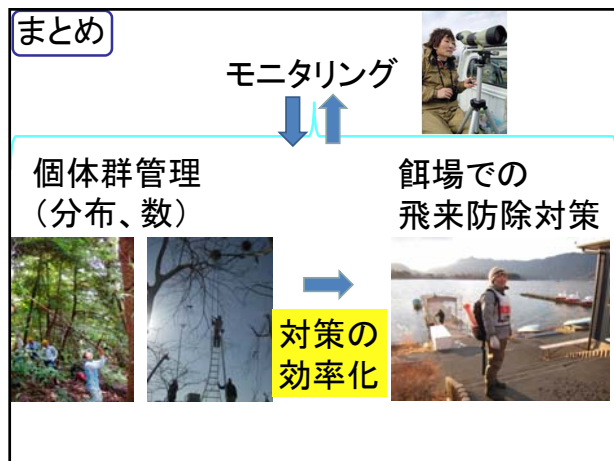 まとめ
モニタリング
個体群管理
（分布、数）
餌場での
飛来防除対策
対策の
効率化